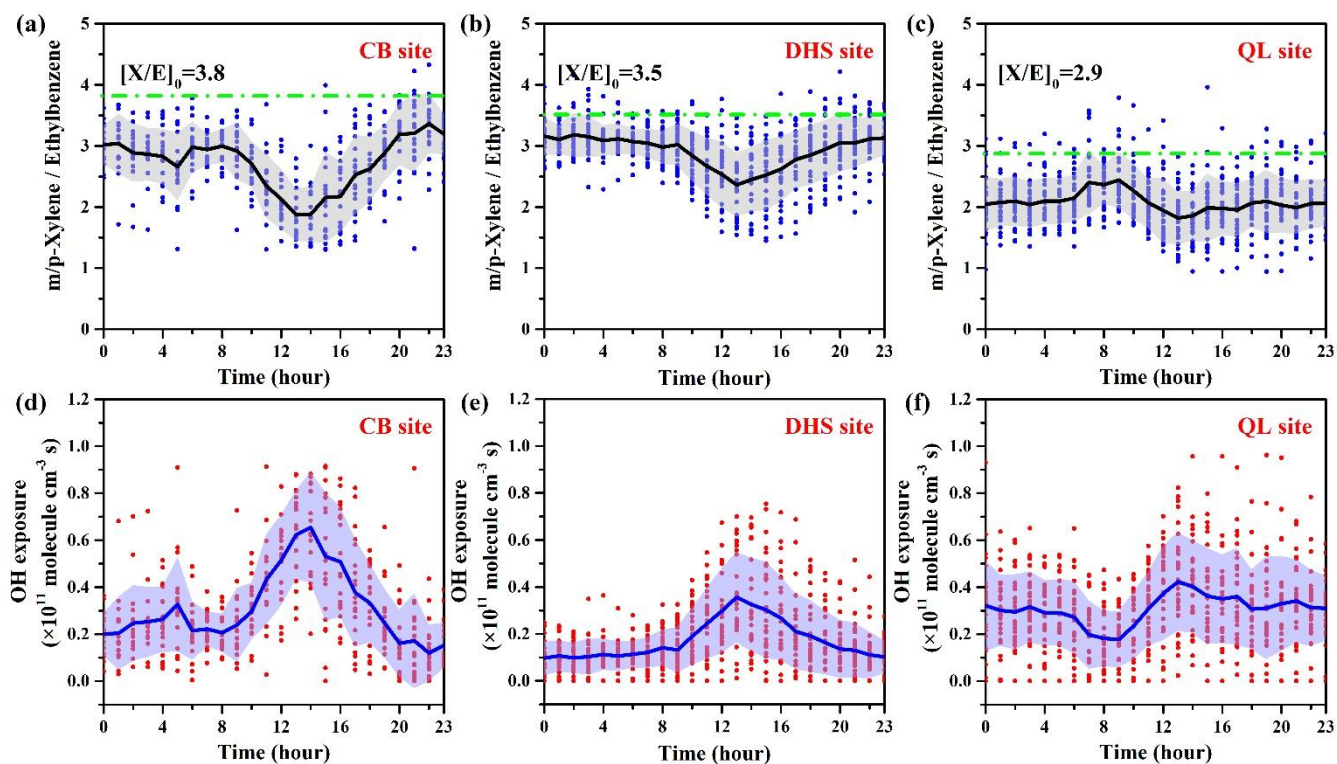 (a)
CB site
[X/E]₀=3.8
m/p-Xylene / Ethylbenzene
5
4
3
2
1
0
0 4 8 12 16 20 23
Time (hour)
(b)
DHS site
[X/E]₀=3.5
m/p-Xylene / Ethylbenzene
5
4
3
2
1
0
0 4 8 12 16 20 23
Time (hour)
(c)
QL site
[X/E]₀=2.9
m/p-Xylene / Ethylbenzene
5
4
3
2
1
0
0 4 8 12 16 20 23
Time (hour)
(d)
CB site
OH exposure
(×10¹¹ molecule cm⁻³ s)
1.2
1.0
0.8
0.6
0.4
0.2
0.0
0 4 8 12 16 20 23
Time (hour)
(e)
DHS site
OH exposure
(×10¹¹ molecule cm⁻³ s)
1.2
1.0
0.8
0.6
0.4
0.2
0.0
0 4 8 12 16 20 23
Time (hour)
(f)
QL site
OH exposure
(×10¹¹ molecule cm⁻³ s)
1.2
1.0
0.8
0.6
0.4
0.2
0.0
0 4 8 12 16 20 23
Time (hour)